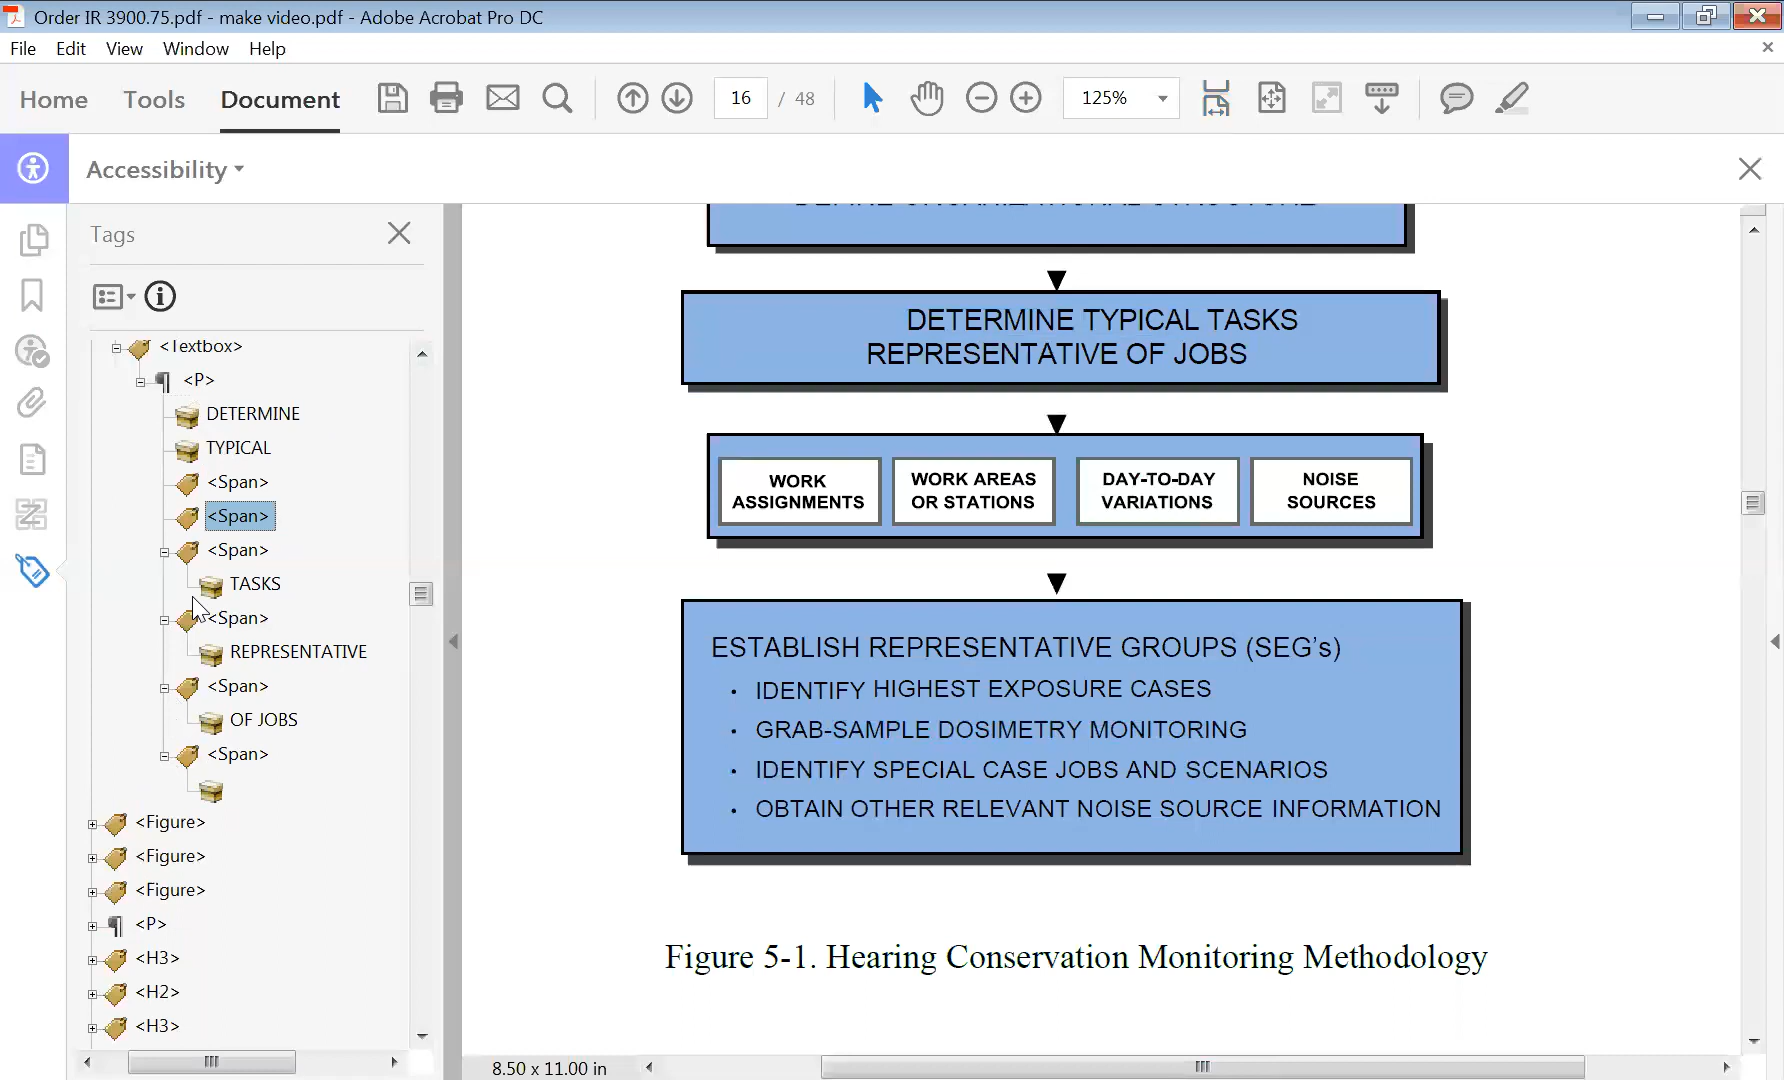 Order IR 3900.75.pdf - make video.pdf - Adobe Acrobat Pro DC
File Edit View Window Help
Home Tools Document 16 / 48 125%
Accessibility
Tags
<Textbox>
<P>
DETERMINE
TYPICAL
<Span>
<Span>
<Span>
TASKS
<Span>
REPRESENTATIVE
<Span>
OF JOBS
<Span>
<Figure>
<Figure>
<Figure>
<P>
<H3>
<H2>
<H3>
DEFINE ORGANIZATIONAL STRUCTURE
DETERMINE TYPICAL TASKS
REPRESENTATIVE OF JOBS
WORK
ASSIGNMENTS
WORK AREAS
OR STATIONS
DAY-TO-DAY
VARIATIONS
NOISE
SOURCES
ESTABLISH REPRESENTATIVE GROUPS (SEG’s)
• IDENTIFY HIGHEST EXPOSURE CASES
• GRAB-SAMPLE DOSIMETRY MONITORING
• IDENTIFY SPECIAL CASE JOBS AND SCENARIOS
• OBTAIN OTHER RELEVANT NOISE SOURCE INFORMATION
Figure 5-1. Hearing Conservation Monitoring Methodology
8.50 x 11.00 in